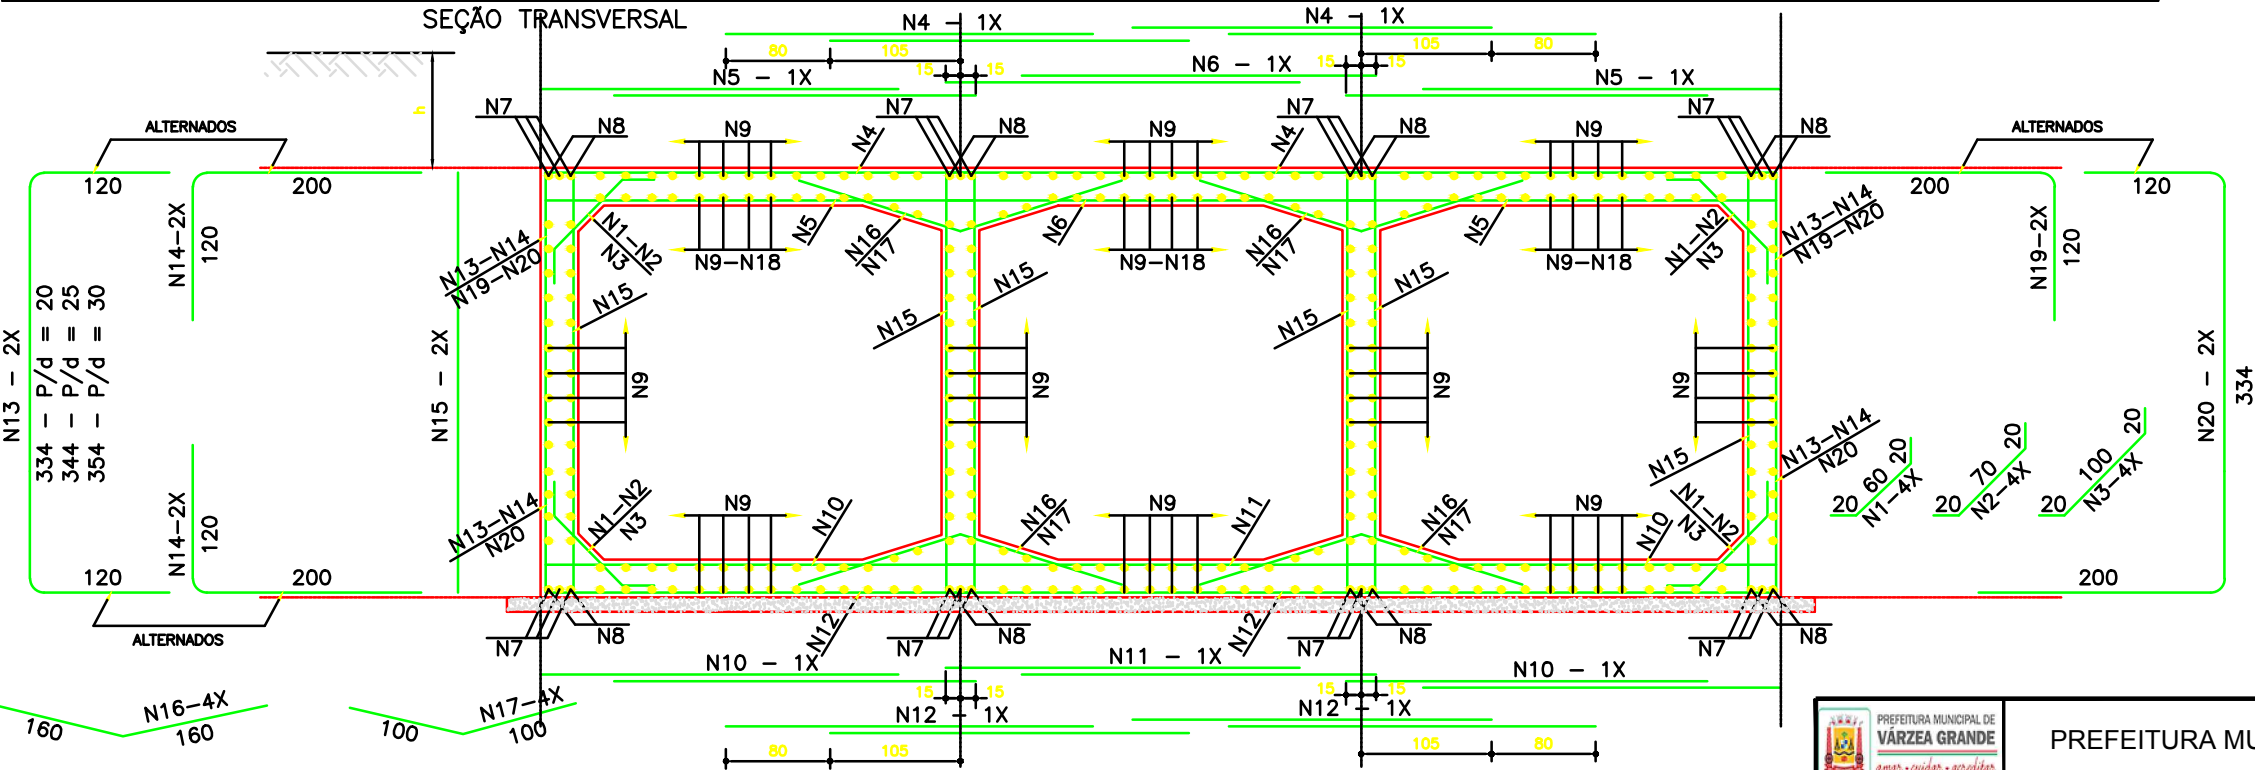 SEÇÃO TRANSVERSAL
N4 - 1X
N4 - 1X
80
105
105
80
15
15
15
15
N5 - 1X
N6 - 1X
N5 - 1X
h
ALTERNADOS
N7
N8
N9
N4
N7
N8
N9
N4
N7
N8
N9
N7
N8
ALTERNADOS
120
200
200
120
N14-2X
120
N13-N14
N19-N20
N1-N2
N3
N5
N9-N18
N16
N17
N6
N9-N18
N16
N17
N5
N9-N18
N1-N2
N3
N13-N14
N19-N20
N19-2X
120
N13 - 2X
334 - P/d = 20
344 - P/d = 25
354 - P/d = 30
N15 - 2X
N15
N15
N15
N15
N15
N9
N9
N9
N9
N20 - 2X
334
N15
N13-N14
N20
20
60
20
N1-4X
20
70
20
N2-4X
20
100
20
N3-4X
N14-2X
120
N13-N14
N20
N1-N2
N3
N9
N10
N16
N17
N9
N11
N16
N17
N9
N10
N1-N2
N3
120
200
200
ALTERNADOS
N7
N8
N12
N7
N8
N12
N7
N8
N7
N8
N10 - 1X
N11 - 1X
N10 - 1X
15
15
15
15
N12 - 1X
N12 - 1X
80
105
105
80
160
N16-4X
160
100
N17-4X
100
PREFEITURA MUNICIPAL DE
VÁRZEA GRANDE
amar • cuidar • acreditar
PREFEITURA MU